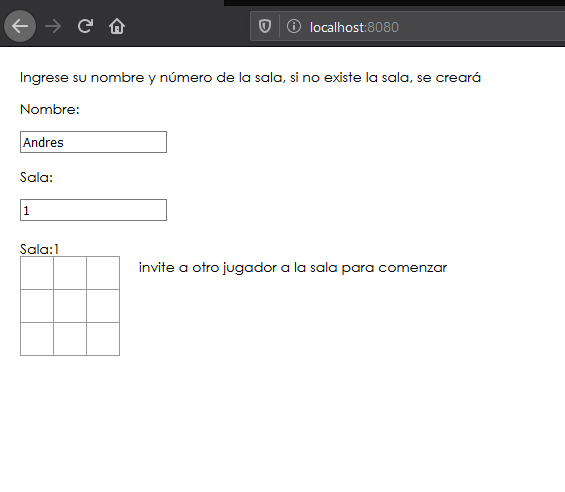 localhost:8080
Ingrese su nombre y número de la sala, si no existe la sala, se creará
Nombre:
Andres
Sala:
1
Sala:1
invite a otro jugador a la sala para comenzar